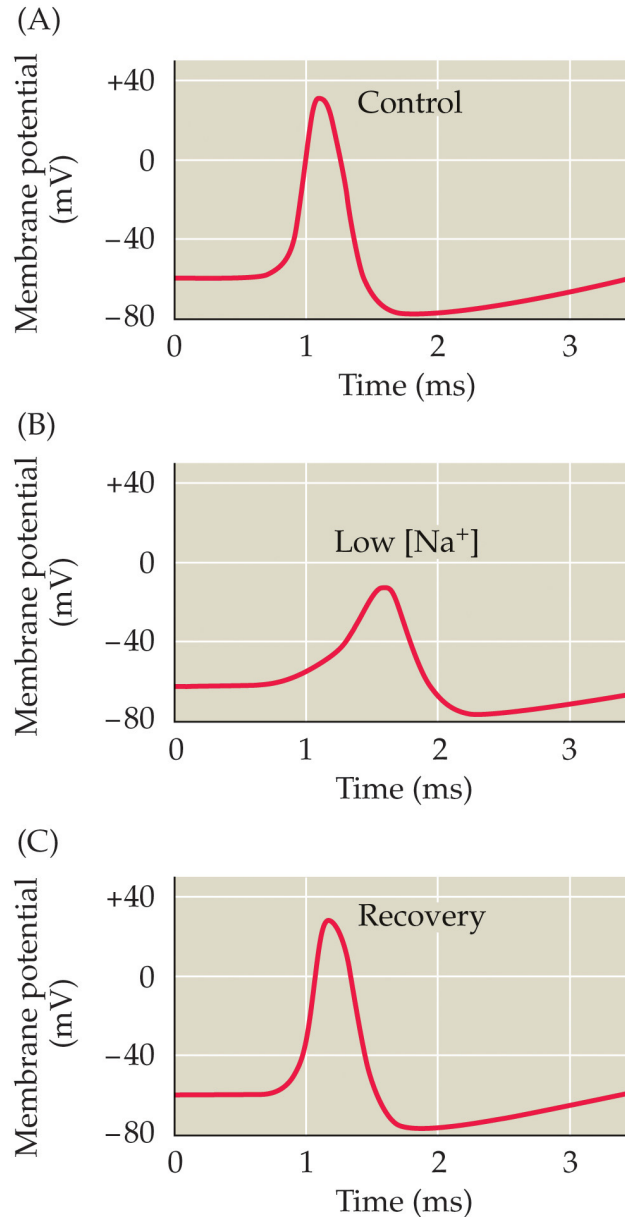 (A)
Membrane potential
(mV)
+40
0
−40
−80
Control
0 1 2 3
Time (ms)
(B)
Membrane potential
(mV)
+40
0
−40
−80
Low [Na⁺]
0 1 2 3
Time (ms)
(C)
Membrane potential
(mV)
+40
0
−40
−80
Recovery
0 1 2 3
Time (ms)